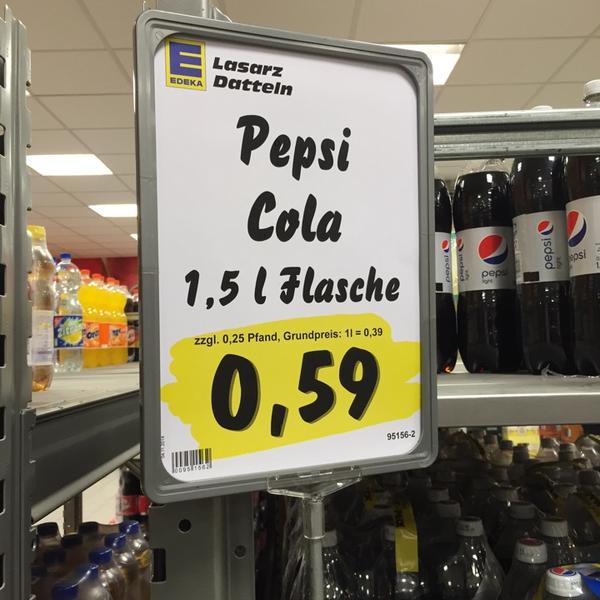 E
EDEKA
Lasarz
Datteln
Pepsi
Cola
1,5 l Flasche
zzgl. 0,25 Pfand, Grundpreis: 1l = 0,39
0,59
95156-2
pepsi
light
pepsi
pepsi